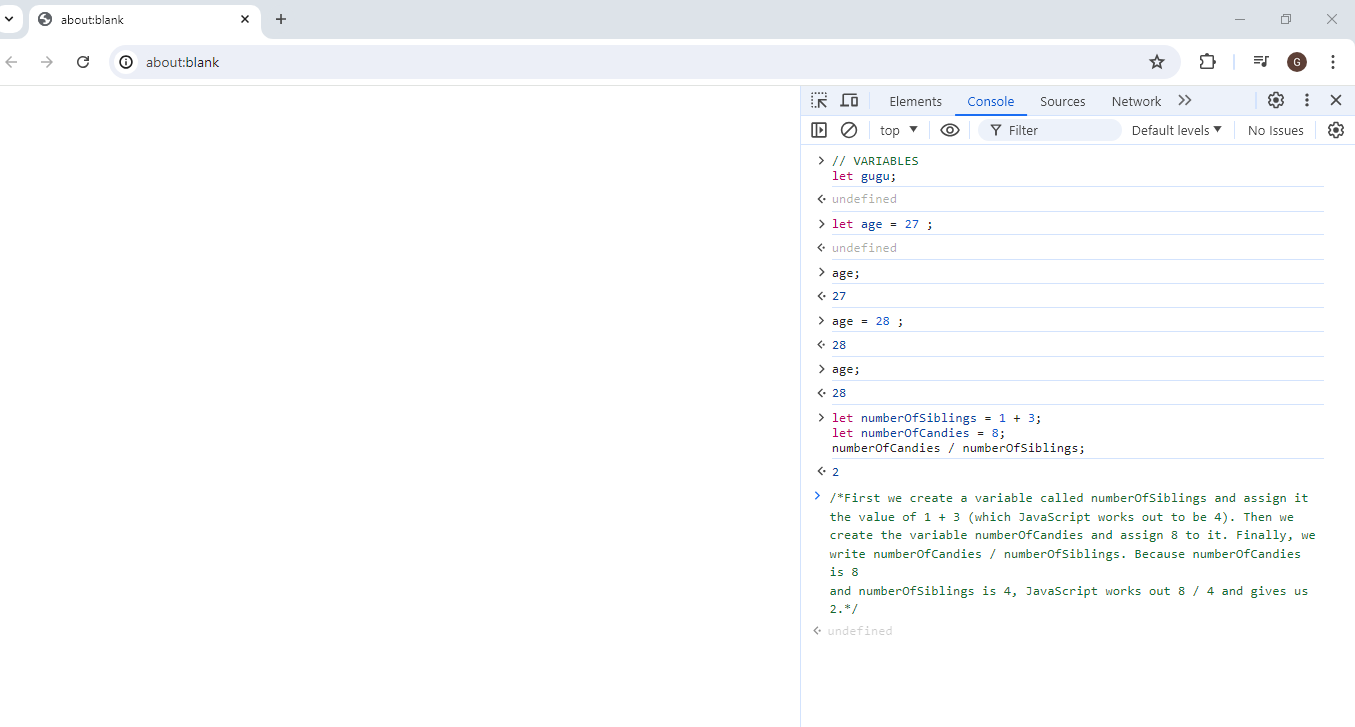 about:blank
about:blank
G
Elements Console Sources Network
top Filter Default levels No Issues
// VARIABLES
let gugu;
undefined
let age = 27 ;
undefined
age;
27
age = 28 ;
28
age;
28
let numberOfSiblings = 1 + 3;
let numberOfCandies = 8;
numberOfCandies / numberOfSiblings;
2
/*First we create a variable called numberOfSiblings and assign it
the value of 1 + 3 (which JavaScript works out to be 4). Then we
create the variable numberOfCandies and assign 8 to it. Finally, we
write numberOfCandies / numberOfSiblings. Because numberOfCandies
is 8
and numberOfSiblings is 4, JavaScript works out 8 / 4 and gives us
2.*/
undefined